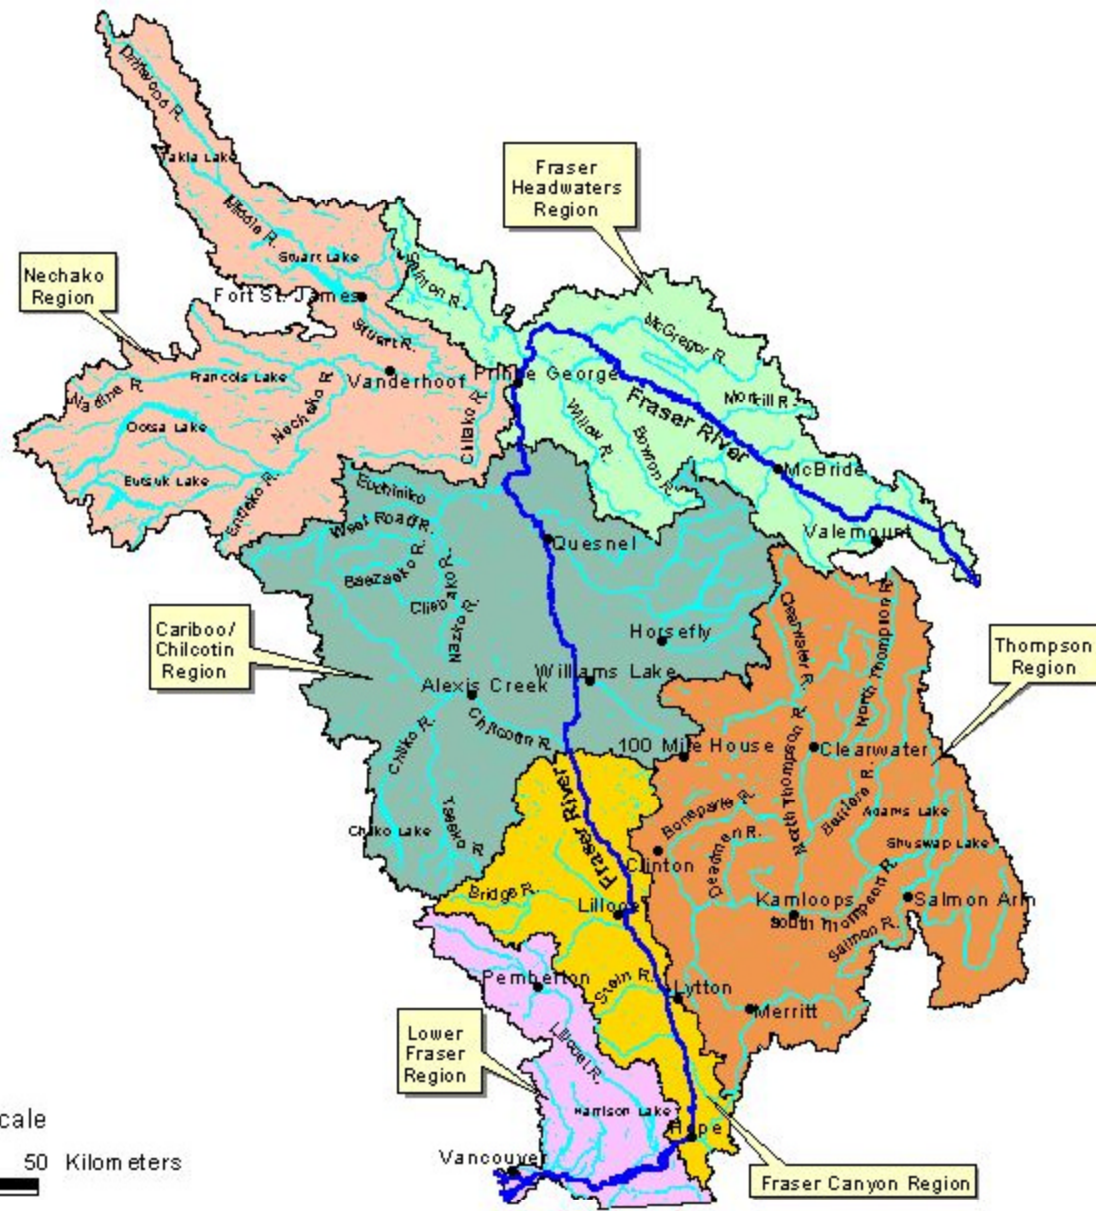 Driftwood R.
Takla Lake
Middle R.
Stuart Lake
Fort St. James
Stuart R.
Salmon R.
Fraser
Headwaters
Region
Nechako
Region
McGregor R.
Nadine R.
Francois Lake
Vanderhoof
Prince George
Ootsa Lake
Nechako R.
Chilako R.
Willow R.
Bowron R.
Fraser River
Morkill R.
McBride
Eutsuk Lake
Entiako R.
Euchiniko
West Road R.
Baezaeko R.
Clisbako R.
Nazko R.
Quesnel
Valemount
Cariboo/
Chilcotin
Region
Horsefly
Williams Lake
Alexis Creek
Chilcotin R.
Chilko R.
Chilko Lake
Taseko R.
100 Mile House
Clearwater R.
North Thompson R.
Thompson
Region
Clearwater
North Thompson R.
Barriere R.
Adams Lake
Shuswap Lake
Bonaparte R.
Deadman R.
Clinton
Kamloops
South Thompson R.
Salmon Arm
Salmon R.
Fraser River
Bridge R.
Lillooet
Pemberton
Stein R.
Lytton
Merritt
Lower
Fraser
Region
Lillooet R.
Harrison Lake
Hope
Vancouver
Fraser Canyon Region
cale
50 Kilometers